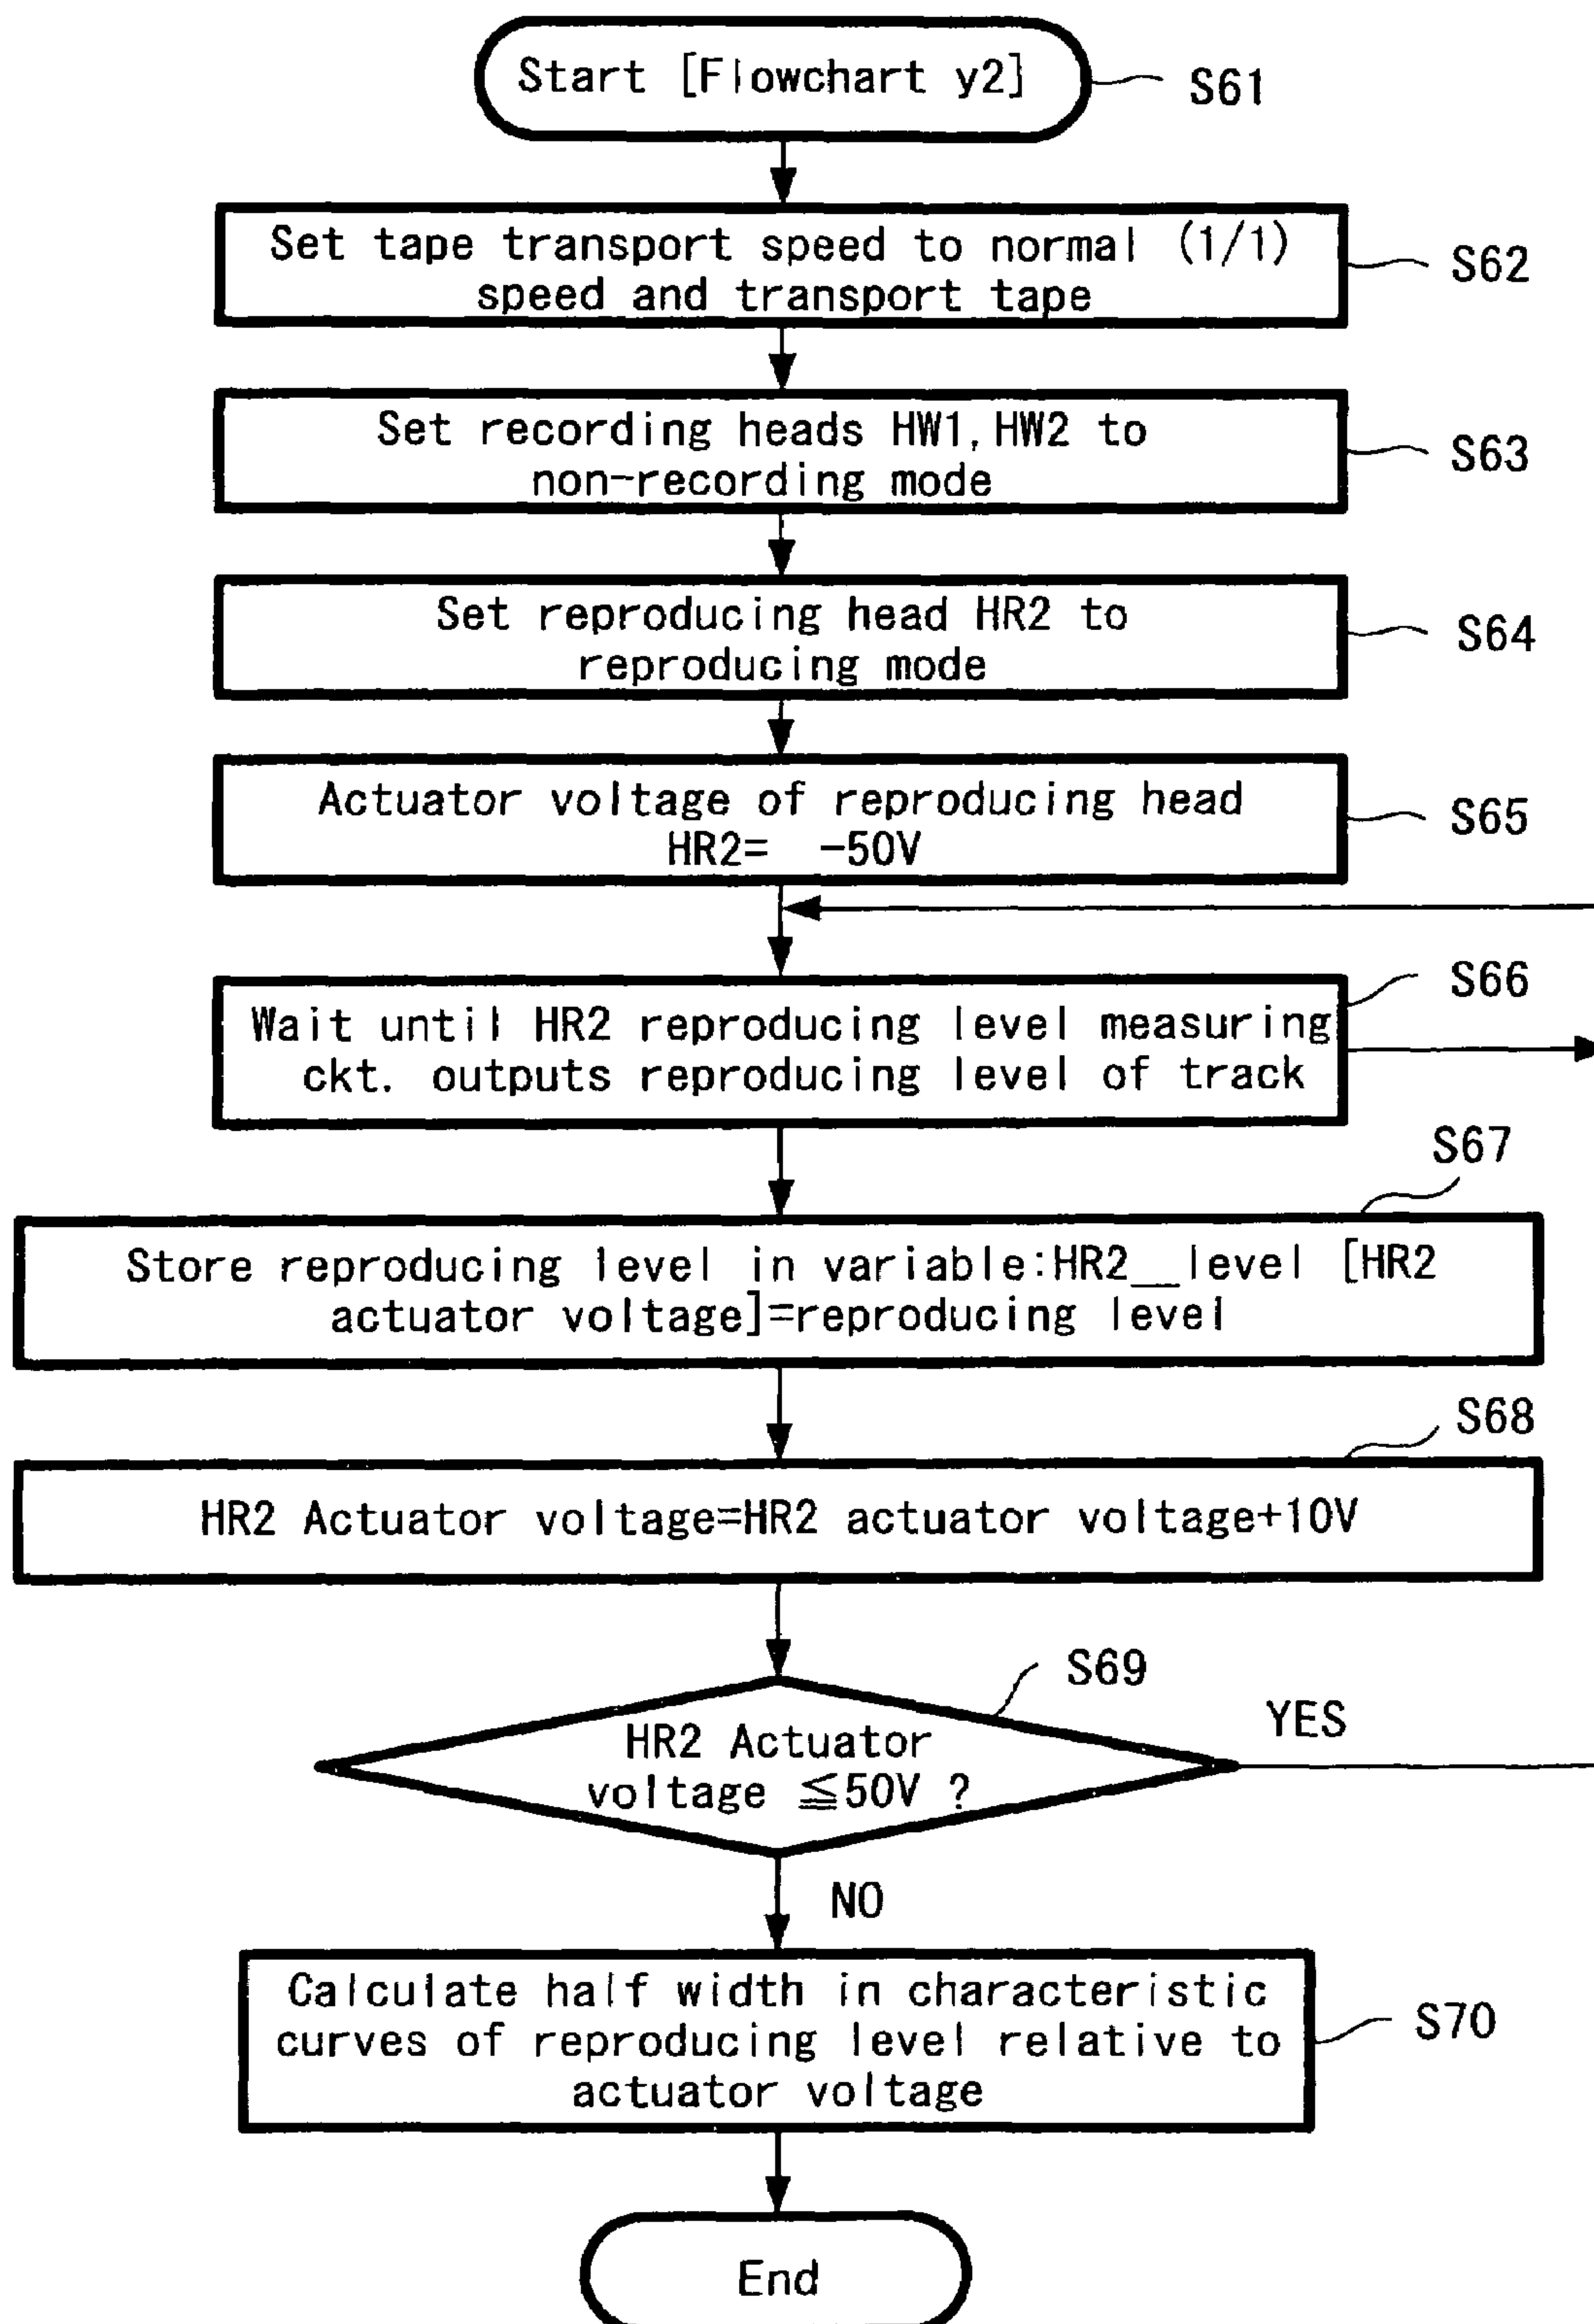 Start [Flowchart y2]
S61
Set tape transport speed to normal (1/1)
speed and transport tape
S62
Set recording heads HW1,HW2 to
non-recording mode
S63
Set reproducing head HR2 to
reproducing mode
S64
Actuator voltage of reproducing head
HR2= -50V
S65
Wait until HR2 reproducing level measuring
ckt. outputs reproducing level of track
S66
S67
Store reproducing level in variable:HR2__level [HR2
actuator voltage]=reproducing level
S68
HR2 Actuator voltage=HR2 actuator voltage+10V
S69
HR2 Actuator
voltage ≦50V ?
YES
NO
Calculate half width in characteristic
curves of reproducing level relative to
actuator voltage
S70
End